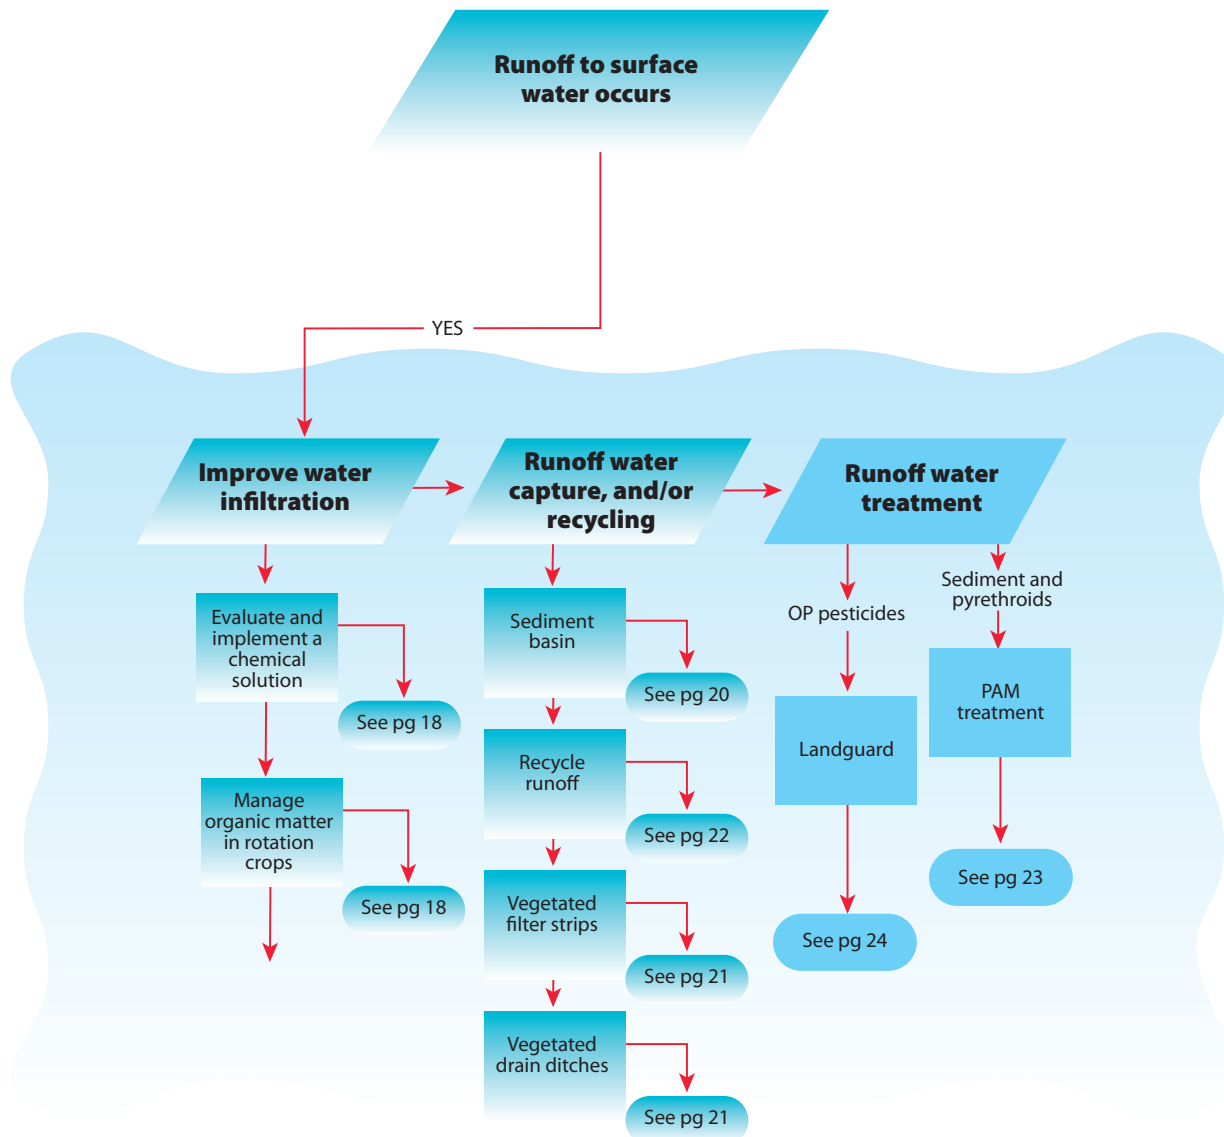 Runoff to surface
water occurs
YES
Improve water
infiltration
Runoff water
capture, and/or
recycling
Runoff water
treatment
Evaluate and
implement a
chemical
solution
See pg 18
Manage
organic matter
in rotation
crops
See pg 18
Sediment
basin
See pg 20
Recycle
runoff
See pg 22
Vegetated
filter strips
See pg 21
Vegetated
drain ditches
See pg 21
OP pesticides
Landguard
See pg 24
Sediment and
pyrethroids
PAM
treatment
See pg 23